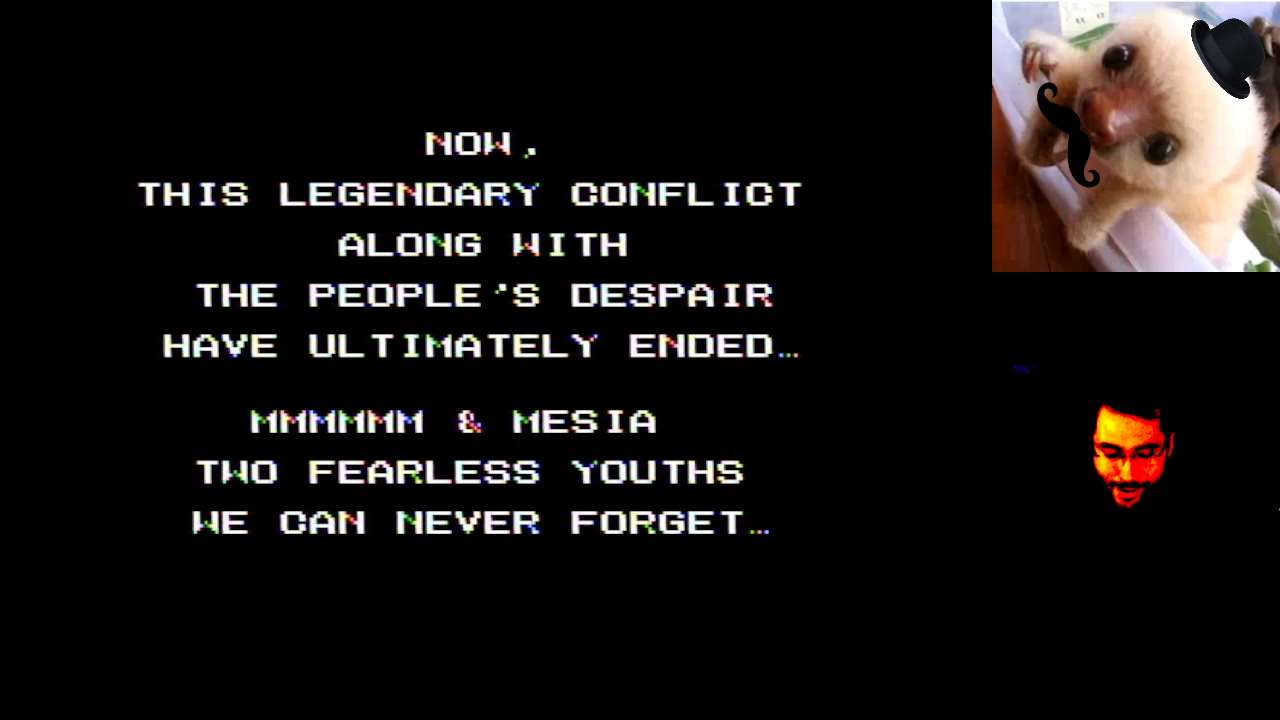 NOW,
THIS LEGENDARY CONFLICT
ALONG WITH
THE PEOPLE'S DESPAIR
HAVE ULTIMATELY ENDED…
MMMMMM & MESIA
TWO FEARLESS YOUTHS
WE CAN NEVER FORGET…